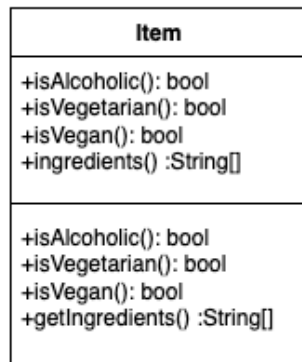 Item
+isAlcoholic(): bool
+isVegetarian(): bool
+isVegan(): bool
+ingredients() :String[]
+isAlcoholic(): bool
+isVegetarian(): bool
+isVegan(): bool
+getIngredients() :String[]